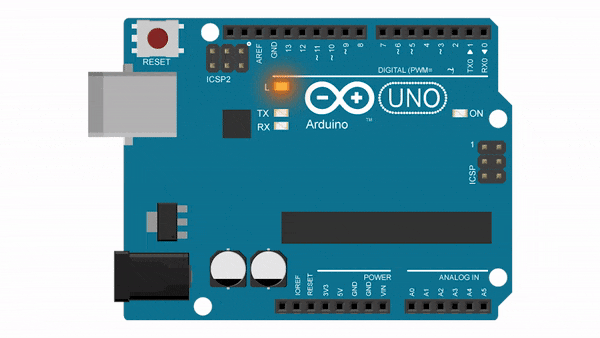 RESET
ICSP2
AREF
GND
13
12
~11
~10
~9
8
7
~6
~5
4
~3
2
TX0 ▶1
RX0 ◀0
DIGITAL (PWM= ~
L
TX
RX
UNO
Arduino
TM
ON
1
ICSP
POWER
ANALOG IN
IOREF
RESET
3V3
5V
GND
GND
VIN
A0
A1
A2
A3
A4
A5